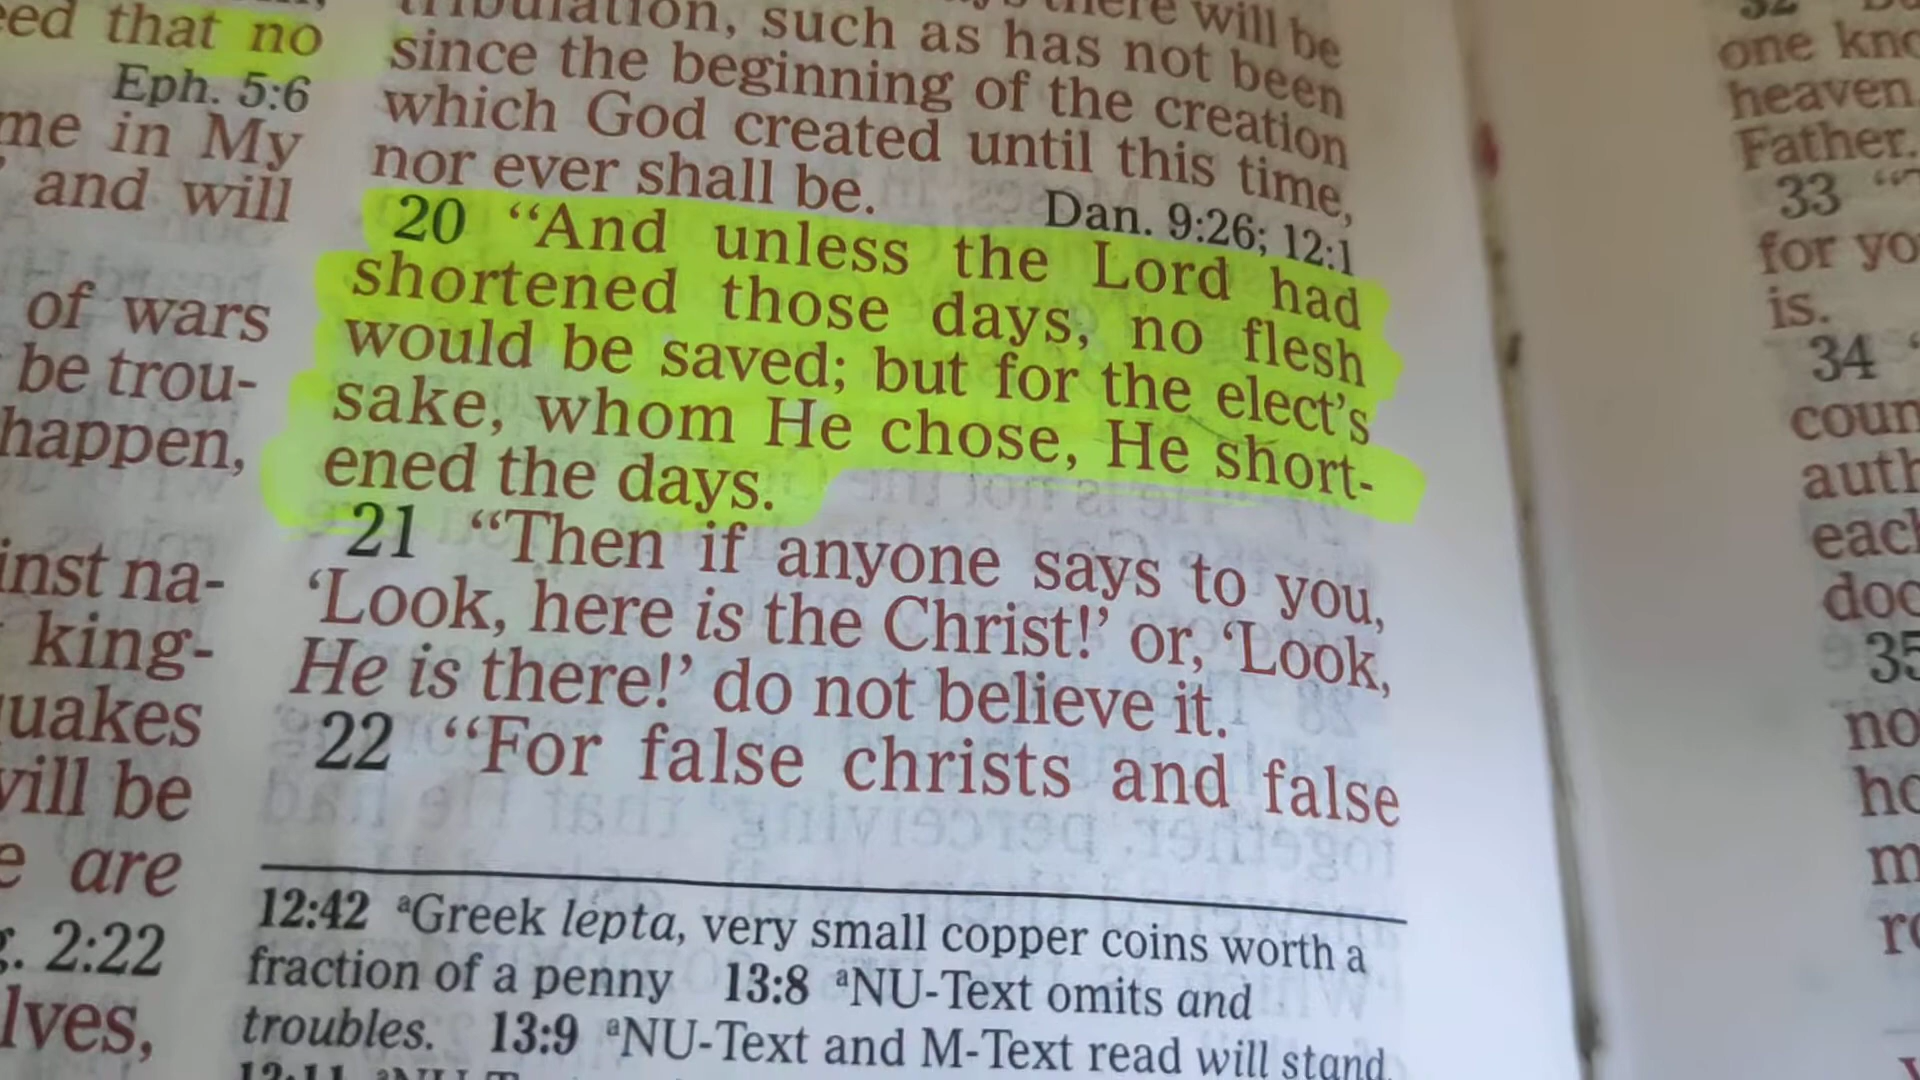 ed that no
Eph. 5:6
me in My
and will
of wars
be trou-
happen,
inst na-
king-
uakes
will be
are
2:22
lves,
tribulation, such as has not been
since the beginning of the creation
which God created until this time,
nor ever shall be.
Dan. 9:26; 12:1
20 “And unless the Lord had
shortened those days, no flesh
would be saved; but for the elect’s
sake, whom He chose, He short-
ened the days.
21 “Then if anyone says to you,
‘Look, here is the Christ!’ or, ‘Look,
He is there!’ do not believe it.
22 “For false christs and false
12:42 aGreek lepta, very small copper coins worth a
fraction of a penny 13:8 aNU-Text omits and
troubles. 13:9 aNU-Text and M-Text read will stand.
one kno
heaven
Father.
33
for yo
is.
34
coun
auth
each
doo
35
no